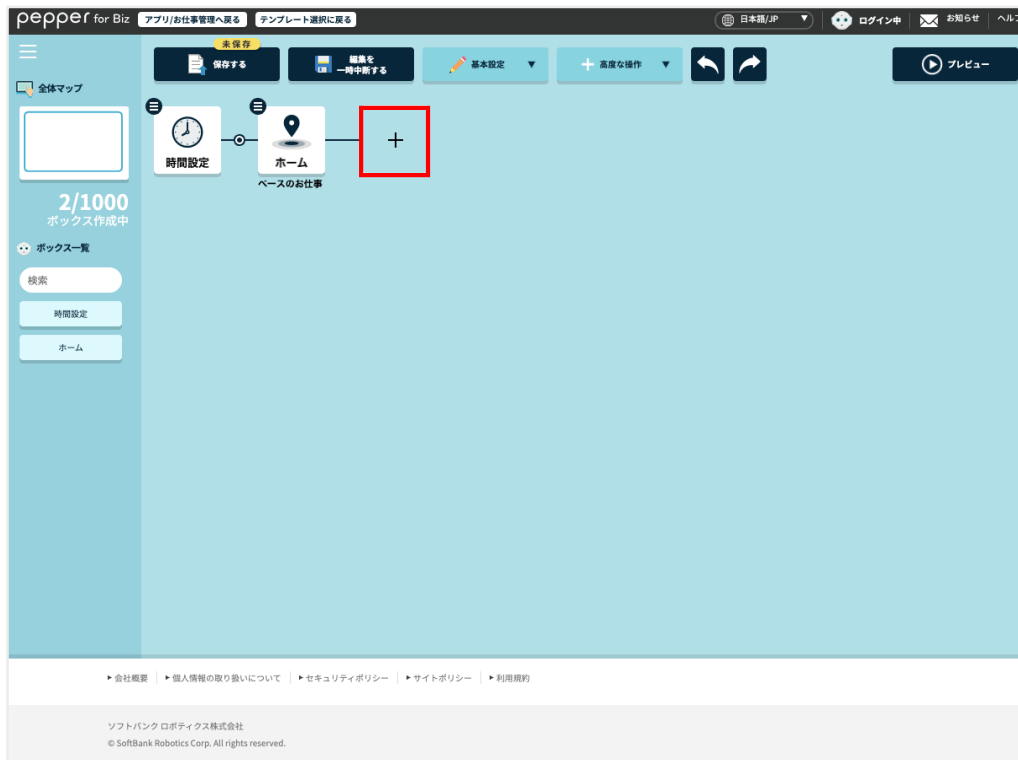 pepper for Biz アプリ/お仕事管理へ戻る テンプレート選択に戻る 日本語/JP ▼ ログイン中 お知らせ
未保存
保存する
編集を
一時中断する
基本設定 ▼
高度な操作 ▼
プレビュー
全体マップ
2/1000
ボックス作成中
ボックス一覧
検索
時間設定
ホーム
時間設定
ホーム
ベースのお仕事
+
会社概要 個人情報の取り扱いについて セキュリティポリシー サイトポリシー 利用規約
ソフトバンク ロボティクス株式会社
© SoftBank Robotics Corp. All rights reserved.